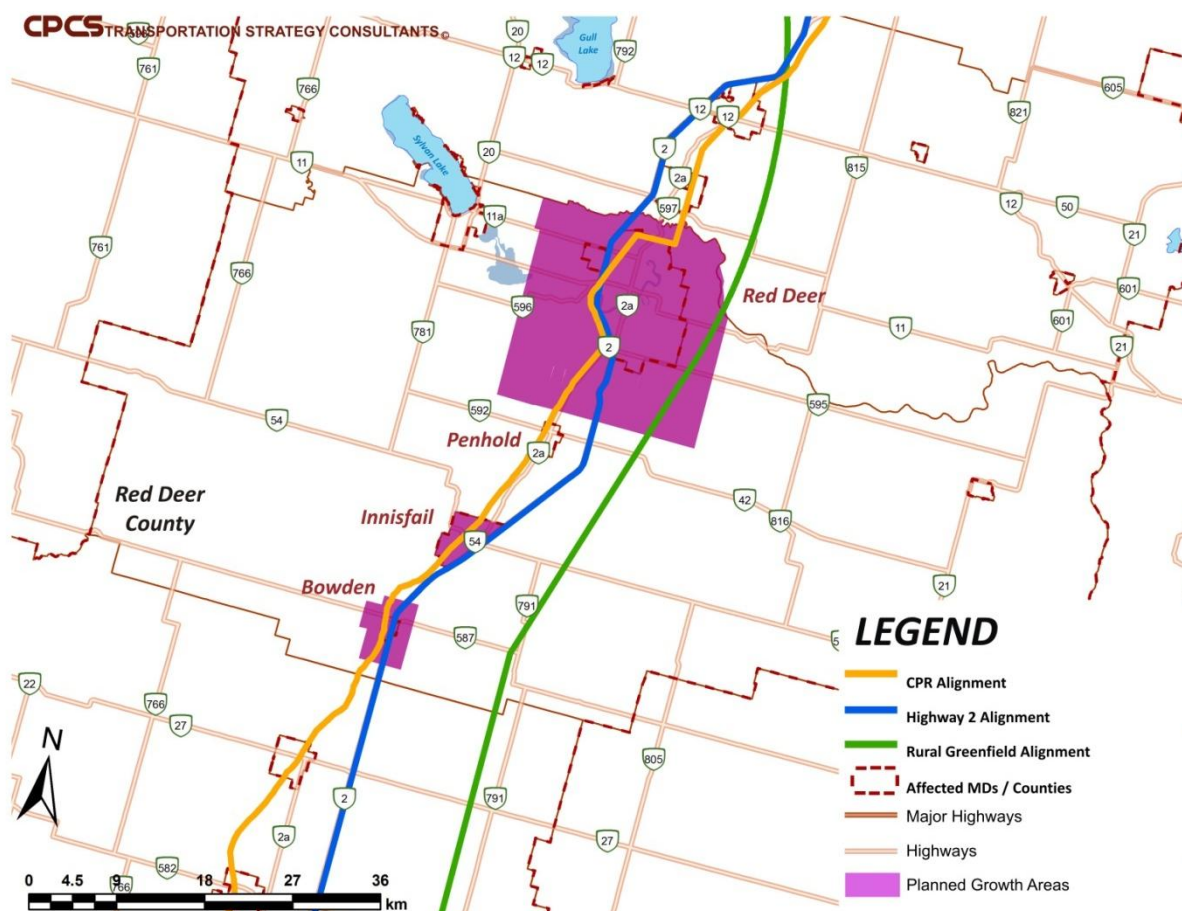 CPCS TRANSPORTATION STRATEGY CONSULTANTS ©
20
792
Gull
Lake
761
766
12
12
605
821
12
12
Sylvan Lake
11
20
2
2a
815
12
50
597
11a
21
761
766
Red Deer
601
596
2a
601
781
11
2
21
592
595
54
Penhold
2a
Red Deer
County
42
816
Innisfail
54
21
Bowden
791
587
LEGEND
22
766
27
CPR Alignment
Highway 2 Alignment
N
805
Rural Greenfield Alignment
791
2
Affected MDs / Counties
2a
27
Major Highways
582
Highways
766
0 4.5 9 18 27 36
km
Planned Growth Areas